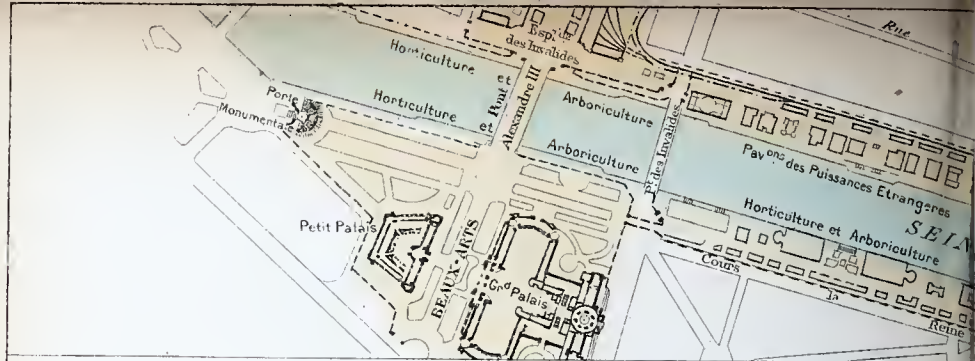 Rue
Esp.de
des Invalides
Horticulture et
Horticulture et
Pont
Alexandre III
Arboriculture
Arboriculture
Pt. des Invalides
Porte
Monumentale
Pavons des Puissances Etrangères
Horticulture et Arboriculture
SEIN
Petit Palais
BEAUX-ARTS
Grd Palais
Cours
la
Reine